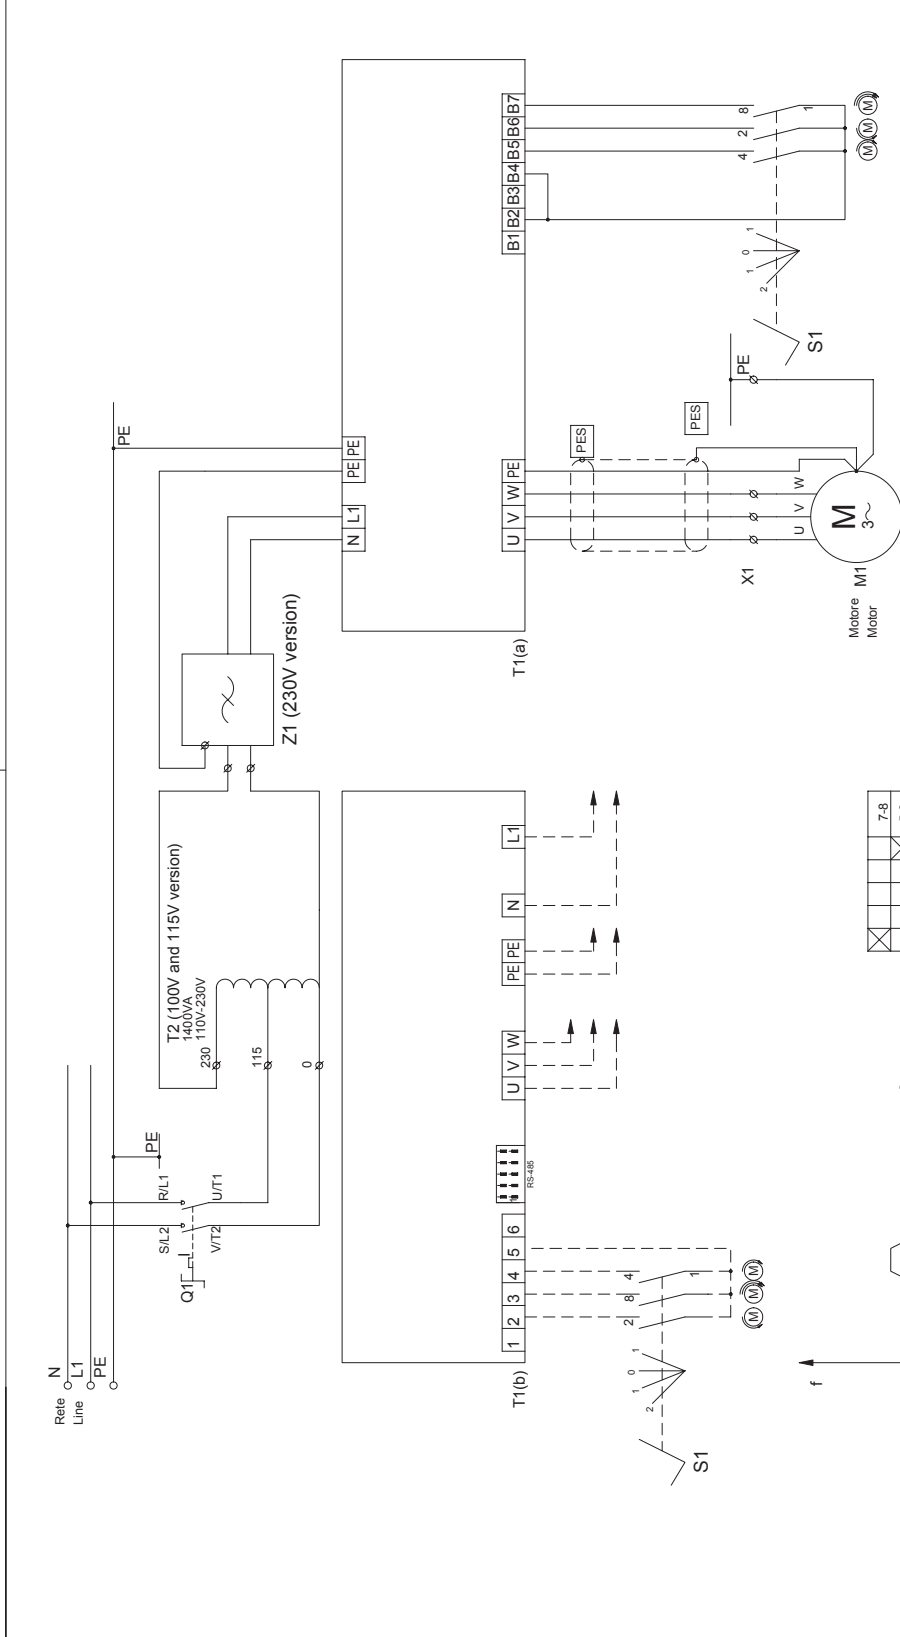 Rete
Line
N
L1
PE
Q1
S/L2
R/L1
V/T2
U/T1
PE
T2 (100V and 115V version)
1400VA
110V-230V
230
115
0
Z1 (230V version)
PE
T1(b)
1 2 3 4 5 6
RS-485
U V W
PE PE
N
L1
S1
2 1 0 1
2 8 4
1
M M M
f
T1(a)
N L1
PE PE
U V W PE
B1 B2 B3 B4 B5 B6 B7
PES
PES
X1
U V W
PE
M
3~
M1
Motore
Motor
S1
2 1 0 1
4 2 8
1
M M M
7-8